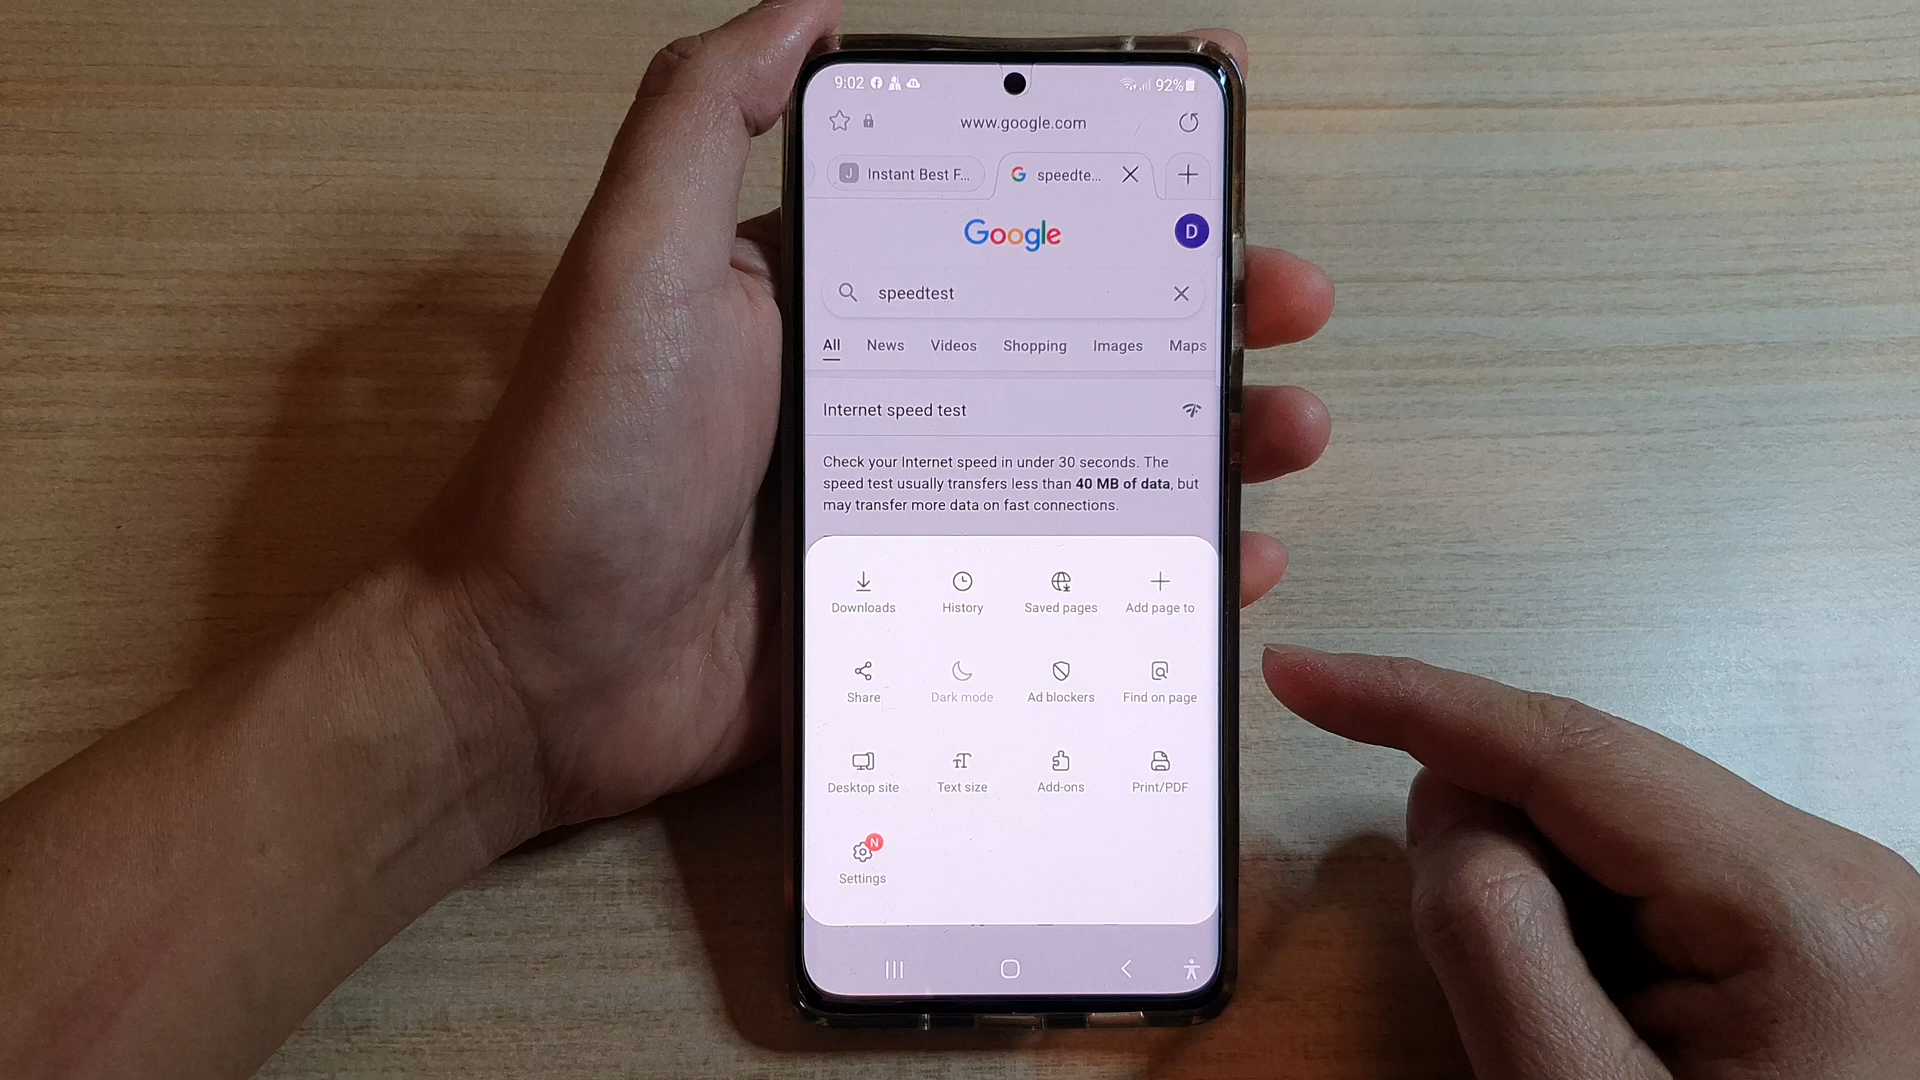 9:02
92%
www.google.com
J Instant Best F...
G speedte...
Google
D
speedtest
All News Videos Shopping Images Maps
Internet speed test
Check your Internet speed in under 30 seconds. The
speed test usually transfers less than 40 MB of data, but
may transfer more data on fast connections.
Downloads History Saved pages Add page to
Share Dark mode Ad blockers Find on page
Desktop site Text size Add-ons Print/PDF
N
Settings